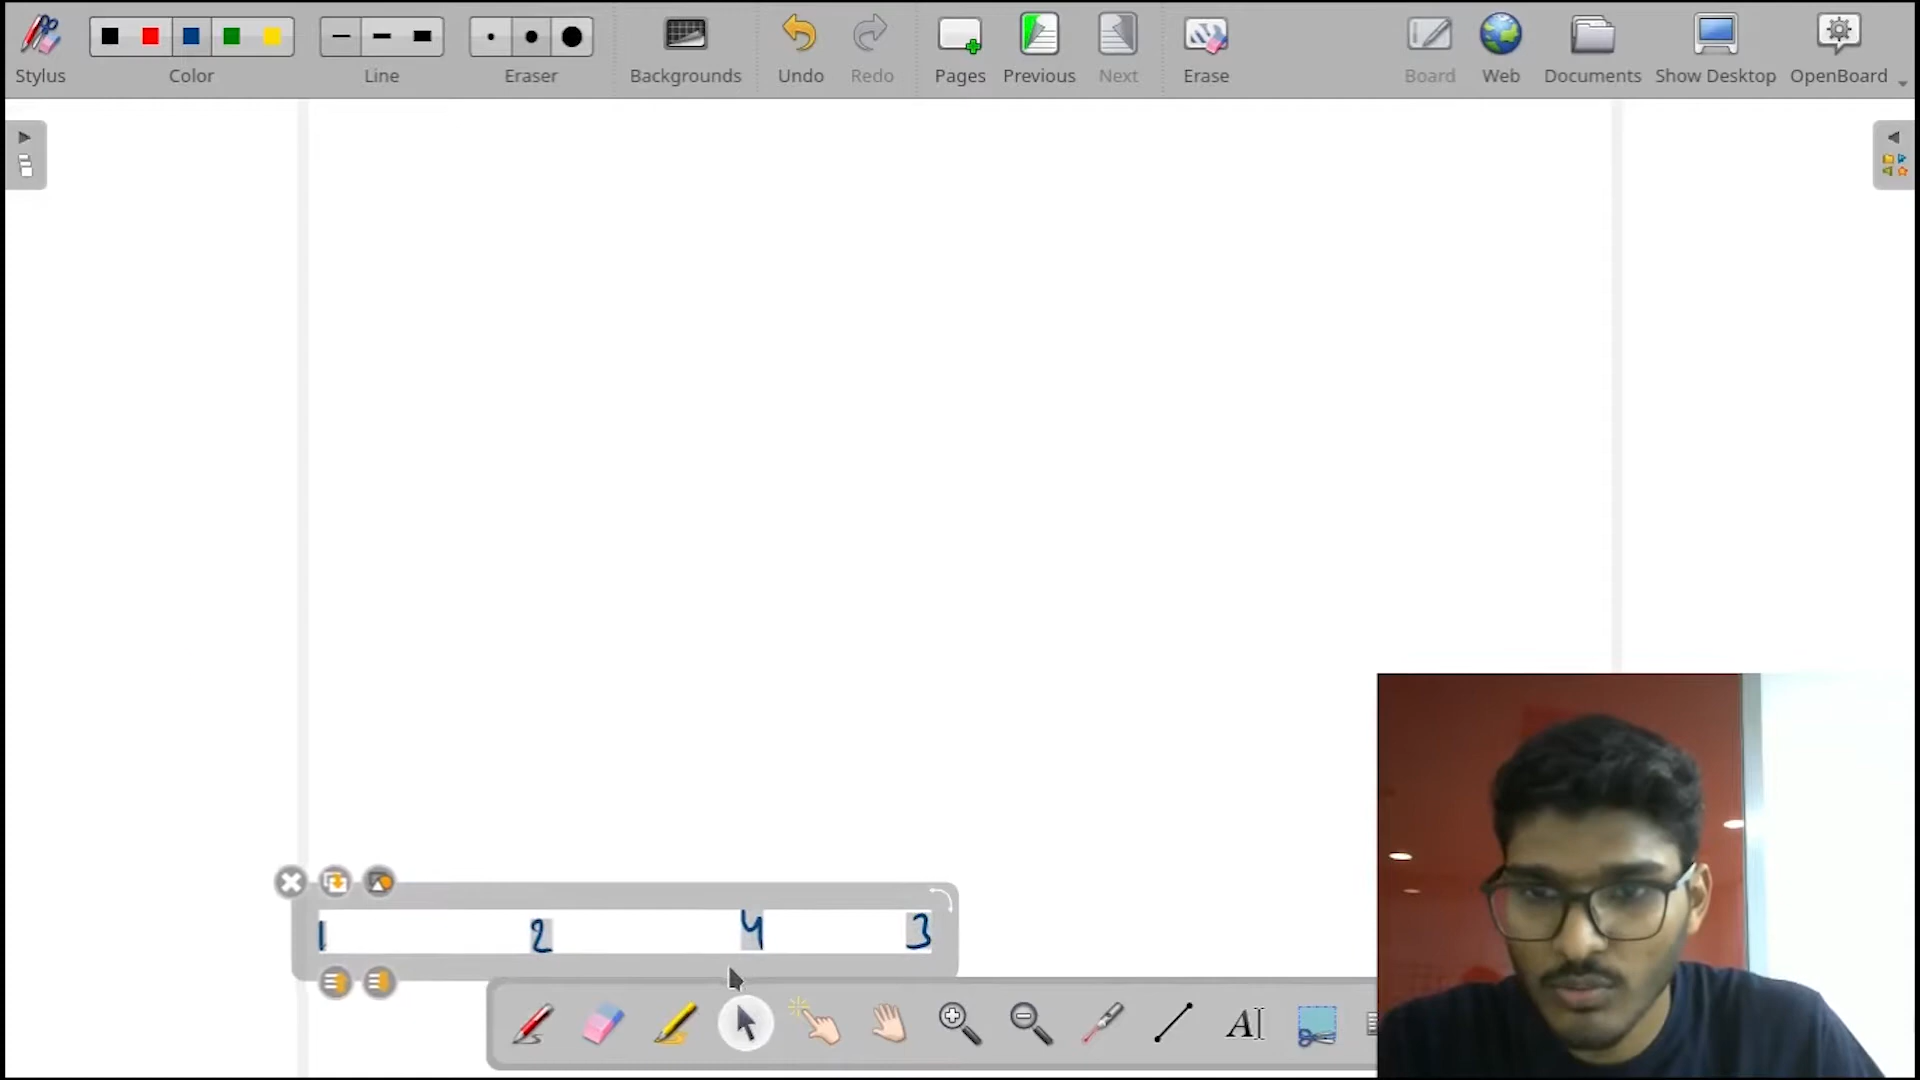 Stylus Color Line Eraser Backgrounds Undo Redo Pages Previous Next Erase Board Web Documents Show Desktop OpenBoard
1 2 4 3
A